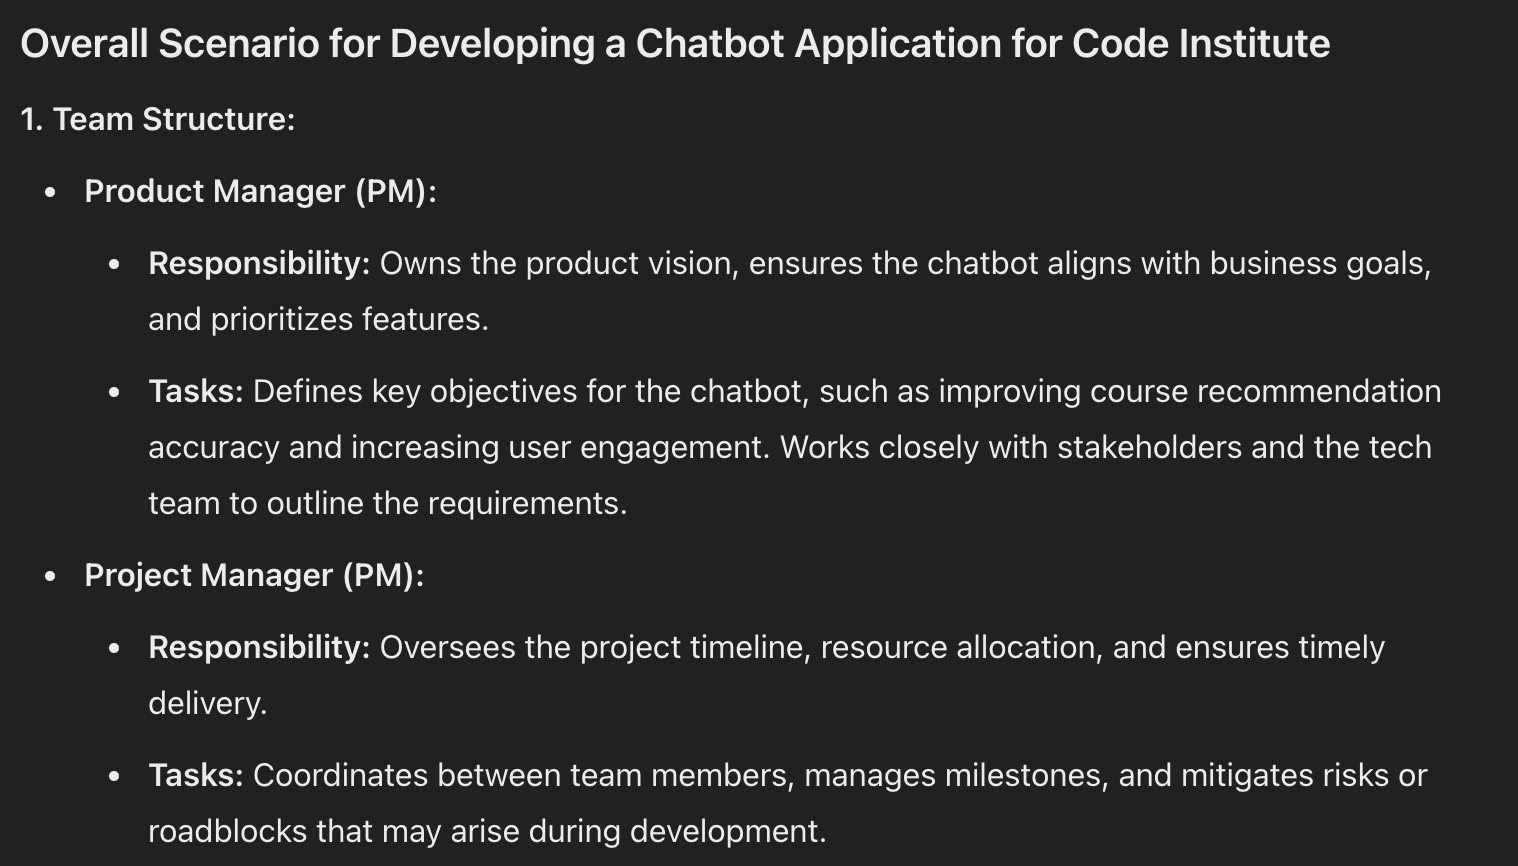 Overall Scenario for Developing a Chatbot Application for Code Institute
1. Team Structure:
• Product Manager (PM):
• Responsibility: Owns the product vision, ensures the chatbot aligns with business goals,
and prioritizes features.
• Tasks: Defines key objectives for the chatbot, such as improving course recommendation
accuracy and increasing user engagement. Works closely with stakeholders and the tech
team to outline the requirements.
• Project Manager (PM):
• Responsibility: Oversees the project timeline, resource allocation, and ensures timely
delivery.
• Tasks: Coordinates between team members, manages milestones, and mitigates risks or
roadblocks that may arise during development.